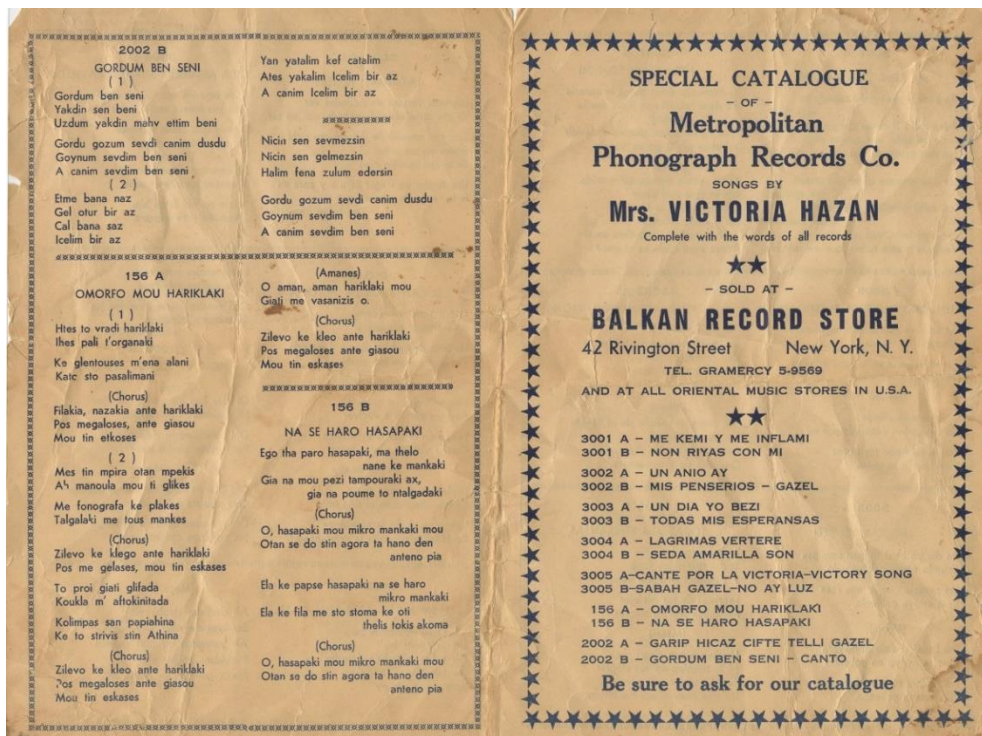 2002 B
GORDUM BEN SENI
( 1 )
Gordum ben seni
Yakdin sen beni
Uzdum yakdin mahv ettim beni
Gordu gozum sevdi canim dusdu
Goynum sevdim ben seni
A canim sevdim ben seni
( 2 )
Etme bana naz
Gel otur bir az
Cal bana saz
Icelim bir az
Yan yatalim kef catalim
Ates yakalim Icelim bir az
A canim Icelim bir az
Nicin sen sevmezsin
Nicin sen gelmezsin
Halim fena zulum edersin
Gordu gozum sevdi canim dusdu
Goynum sevdim ben seni
A canim sevdim ben seni
156 A
OMORFO MOU HARIKLAKI
( 1 )
Htes to vradi hariklaki
Ihes pali t'organaki
Ke glentouses m'ena alani
Katc sto pasalimani
(Chorus)
Filakia, nazakia ante hariklaki
Pos megaloses, ante giasou
Mou tin etkoses
( 2 )
Mes tin mpira otan mpekis
Ah manoula mou ti glikes
Me fonografa ke plakes
Talgalaki me tous mankes
(Chorus)
Zilevo ke klego ante hariklaki
Pos me gelases, mou tin eskases
To proi giati glifada
Koukla m' aftokinitada
Kolimpas san papiahina
Ke to strivis stin Athina
(Chorus)
Zilevo ke kleo ante hariklaki
Pos megaloses ante giasou
Mou tin eskases
(Amanes)
O aman, aman hariklaki mou
Giati me vasanizis o.
(Chorus)
Zilevo ke kleo ante hariklaki
Pos megaloses ante giasou
Mou tin eskases
156 B
NA SE HARO HASAPAKI
Ego tha paro hasapaki, ma thelo
nane ke mankaki
Gia na mou pezi tampouraki ax,
gia na poume to ntalgadaki
(Chorus)
O, hasapaki mou mikro mankaki mou
Otan se do stin agora ta hano den
anteno pia
Ela ke papse hasapaki na se haro
mikro mankaki
Ela ke fila me sto stoma ke oti
thelis tokis akoma
(Chorus)
O, hasapaki mou mikro mankaki mou
Otan se do stin agora ta hano den
anteno pia
SPECIAL CATALOGUE
– OF –
Metropolitan
Phonograph Records Co.
SONGS BY
Mrs. VICTORIA HAZAN
Complete with the words of all records
– SOLD AT –
BALKAN RECORD STORE
42 Rivington Street New York, N. Y.
TEL. GRAMERCY 5-9569
AND AT ALL ORIENTAL MUSIC STORES IN U.S.A.
3001 A – ME KEMI Y ME INFLAMI
3001 B – NON RIYAS CON MI
3002 A – UN ANIO AY
3002 B – MIS PENSERIOS – GAZEL
3003 A – UN DIA YO BEZI
3003 B – TODAS MIS ESPERANSAS
3004 A – LAGRIMAS VERTERE
3004 B – SEDA AMARILLA SON
3005 A–CANTE POR LA VICTORIA–VICTORY SONG
3005 B–SABAH GAZEL–NO AY LUZ
156 A – OMORFO MOU HARIKLAKI
156 B – NA SE HARO HASAPAKI
2002 A – GARIP HICAZ CIFTE TELLI GAZEL
2002 B – GORDUM BEN SENI – CANTO
Be sure to ask for our catalogue